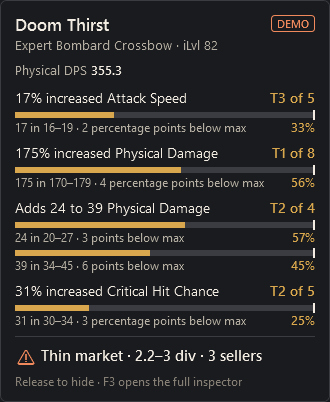 Doom Thirst DEMO
Expert Bombard Crossbow · iLvl 82
Physical DPS 355.3
17% increased Attack Speed T3 of 5
17 in 16–19 · 2 percentage points below max 33%
175% increased Physical Damage T1 of 8
175 in 170–179 · 4 percentage points below max 56%
Adds 24 to 39 Physical Damage T2 of 4
24 in 20–27 · 3 points below max 57%
39 in 34–45 · 6 points below max 45%
31% increased Critical Hit Chance T2 of 5
31 in 30–34 · 3 percentage points below max 25%
Thin market · 2.2–3 div · 3 sellers
Release to hide · F3 opens the full inspector